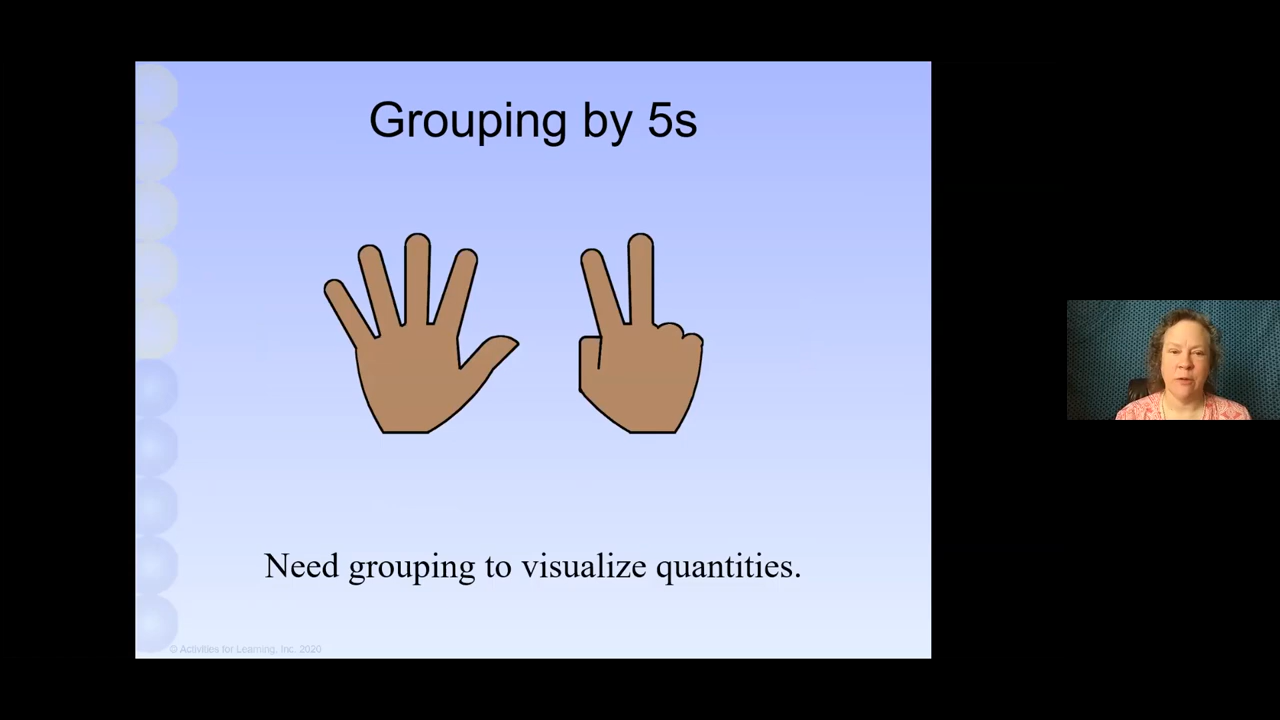 Grouping by 5s
Need grouping to visualize quantities.
© Activities for Learning, Inc. 2020